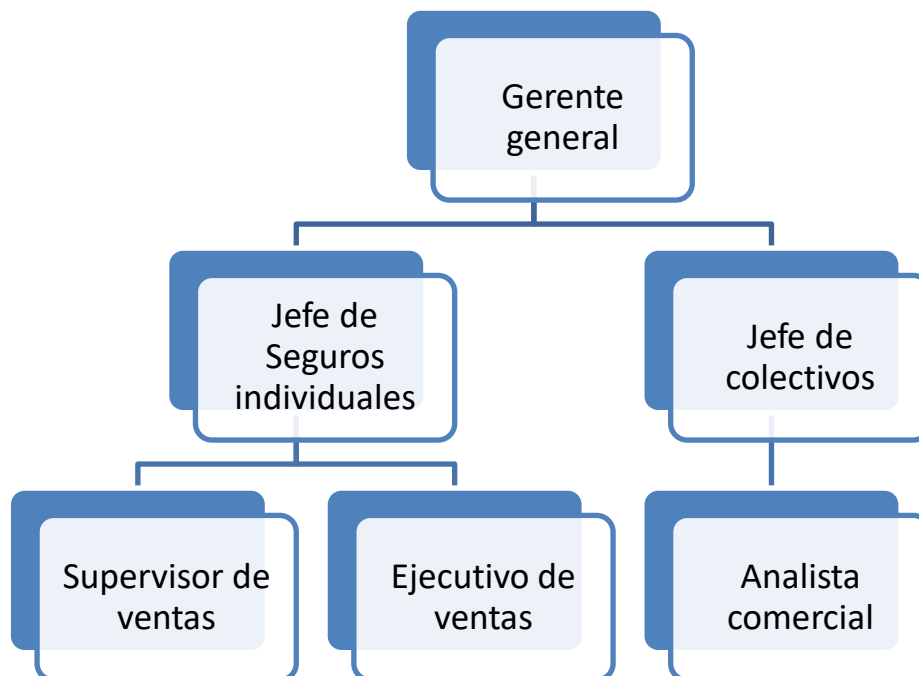 Gerente
general
Jefe de
Seguros
individuales
Jefe de
colectivos
Supervisor de
ventas
Ejecutivo de
ventas
Analista
comercial